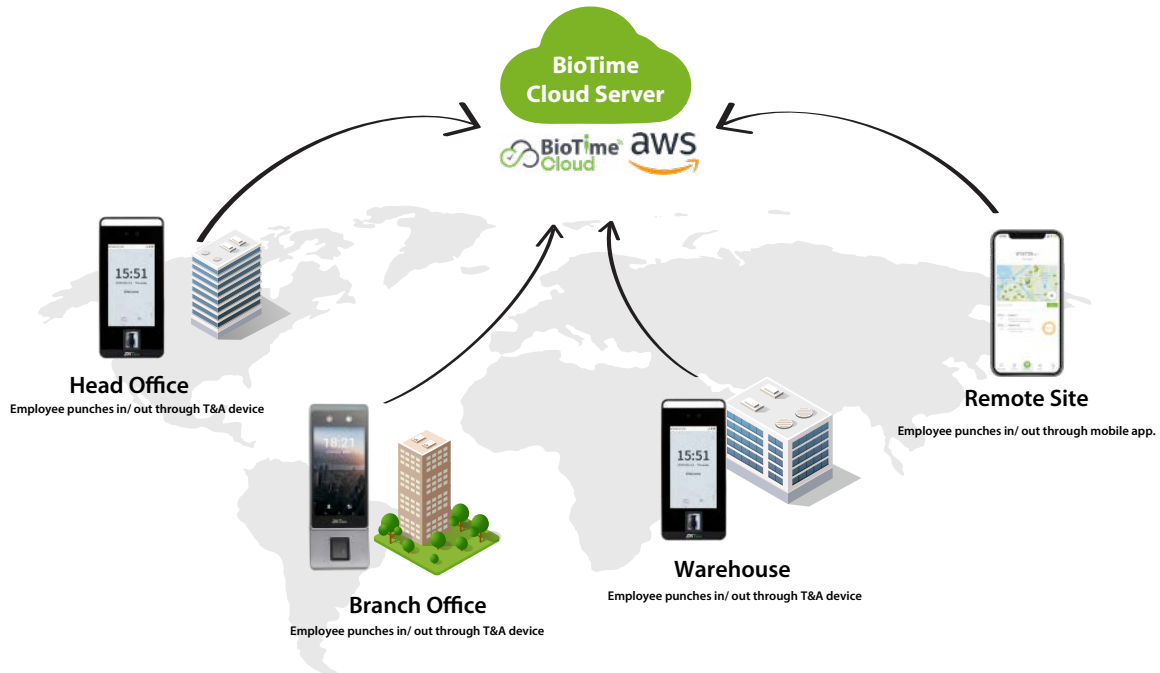 BioTime
Cloud Server
BioTime
Cloud
aws
15:51
Welcome
Head Office
Employee punches in/ out through T&A device
18:21
Branch Office
Employee punches in/ out through T&A device
15:51
Welcome
Warehouse
Employee punches in/ out through T&A device
Remote Site
Employee punches in/ out through mobile app.